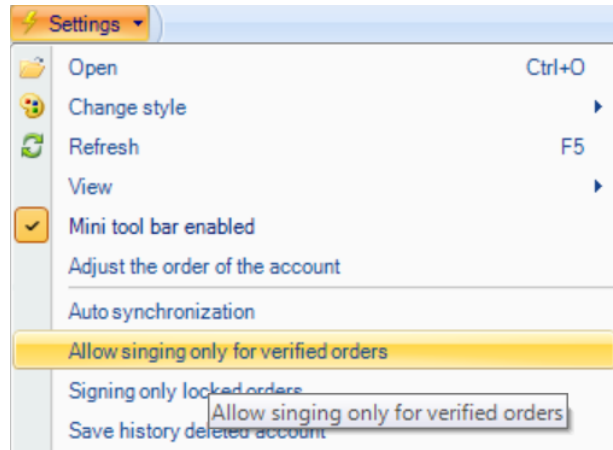 Settings
Open Ctrl+O
Change style
Refresh F5
View
Mini tool bar enabled
Adjust the order of the account
Auto synchronization
Allow singing only for verified orders
Signing only locked orders
Allow singing only for verified orders
Save history deleted account